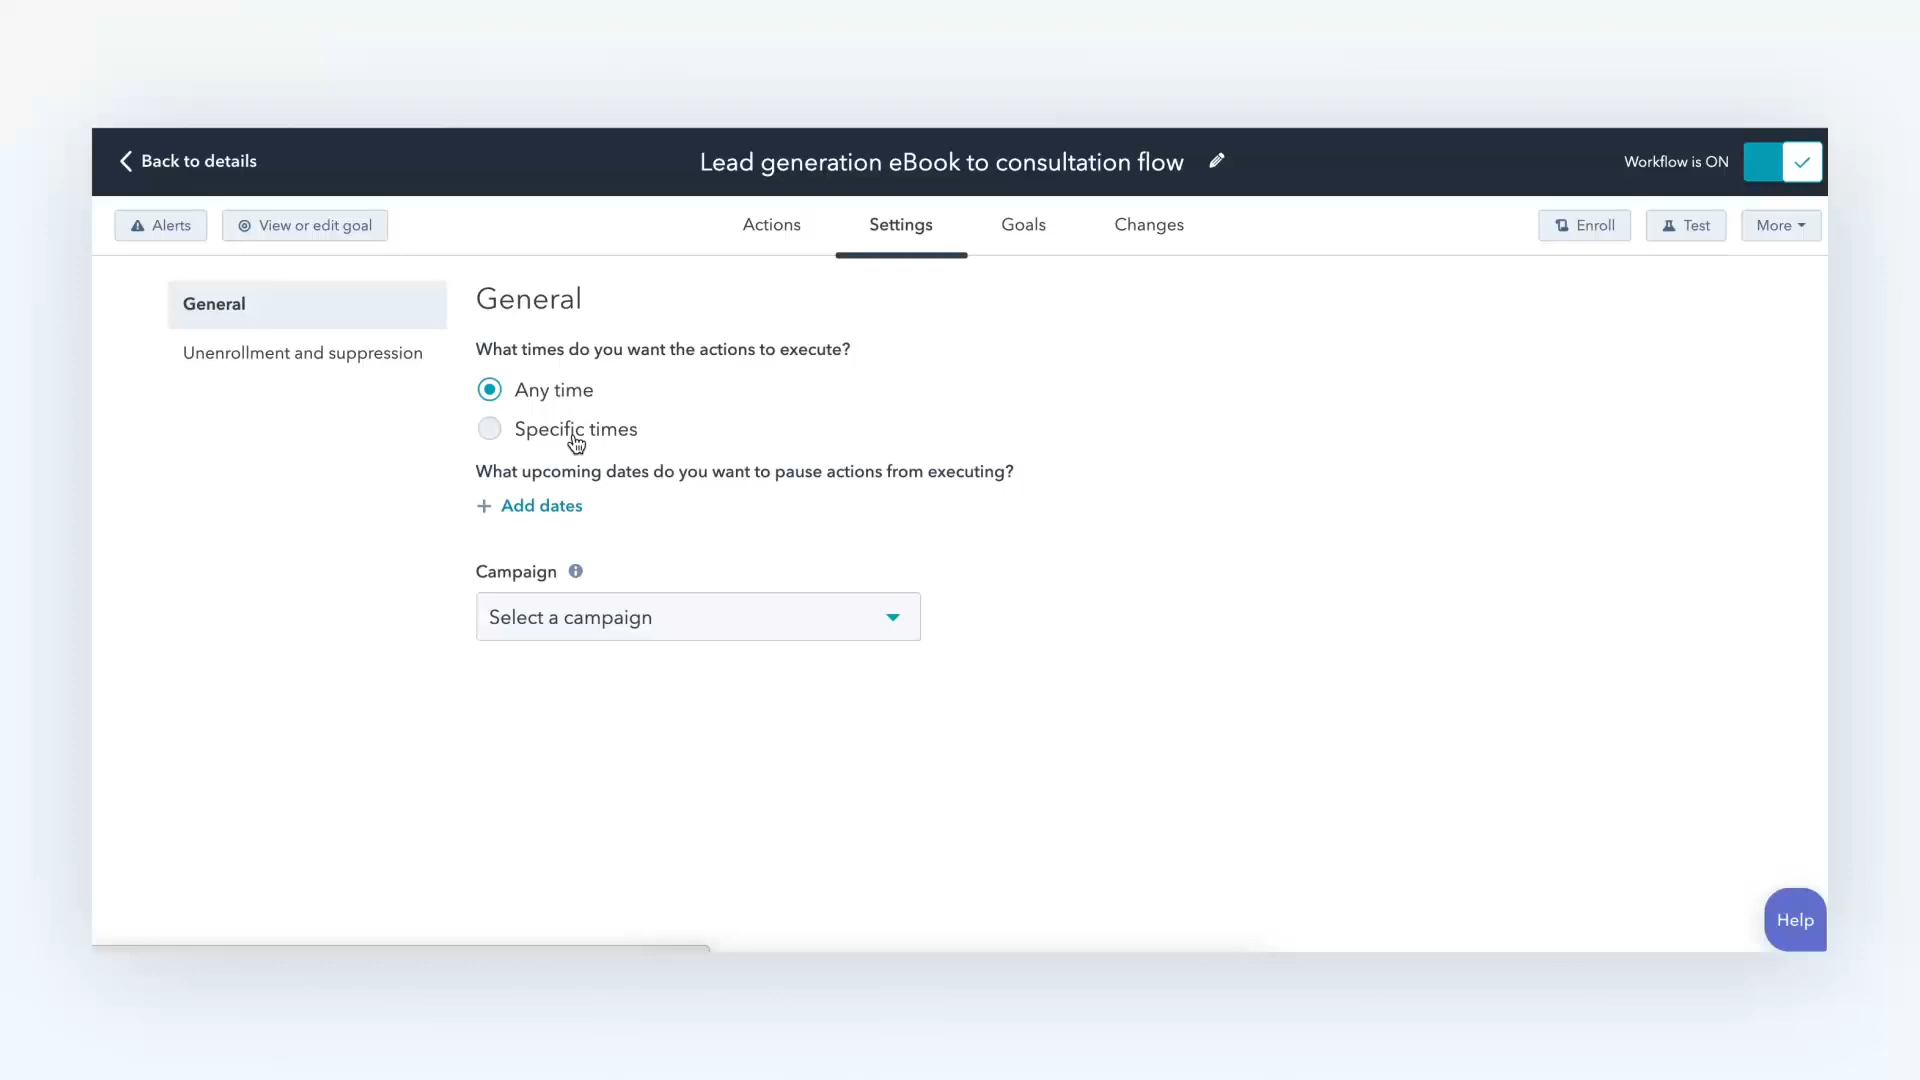 Back to details
Lead generation eBook to consultation flow
Workflow is ON
Alerts
View or edit goal
Actions
Settings
Goals
Changes
Enroll
Test
More
General
Unenrollment and suppression
General
What times do you want the actions to execute?
Any time
Specific times
What upcoming dates do you want to pause actions from executing?
+ Add dates
Campaign
Select a campaign
Help